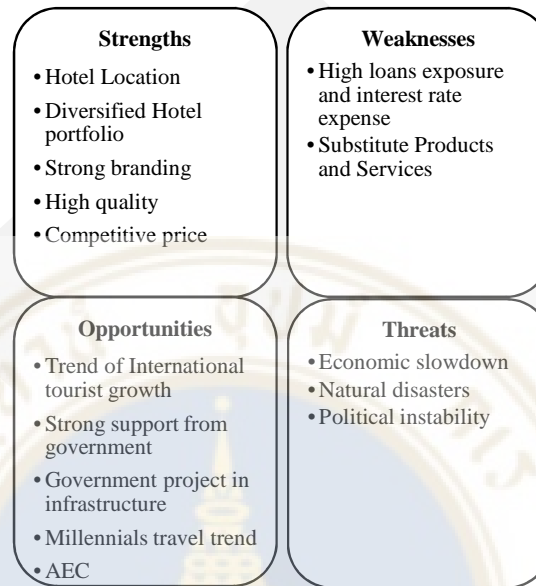 Strengths
• Hotel Location
• Diversified Hotel
portfolio
• Strong branding
• High quality
• Competitive price
Weaknesses
• High loans exposure
and interest rate
expense
• Substitute Products
and Services
Opportunities
• Trend of International
tourist growth
• Strong support from
government
• Government project in
infrastructure
• Millennials travel trend
• AEC
Threats
• Economic slowdown
• Natural disasters
• Political instability